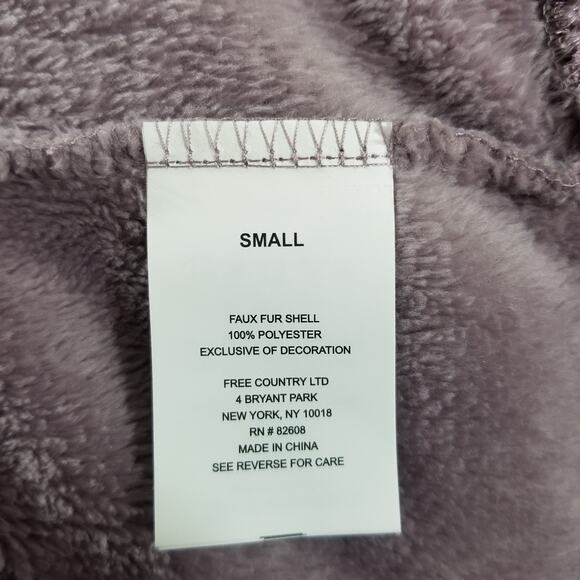 SMALL
FAUX FUR SHELL
100% POLYESTER
EXCLUSIVE OF DECORATION
FREE COUNTRY LTD
4 BRYANT PARK
NEW YORK, NY 10018
RN # 82608
MADE IN CHINA
SEE REVERSE FOR CARE